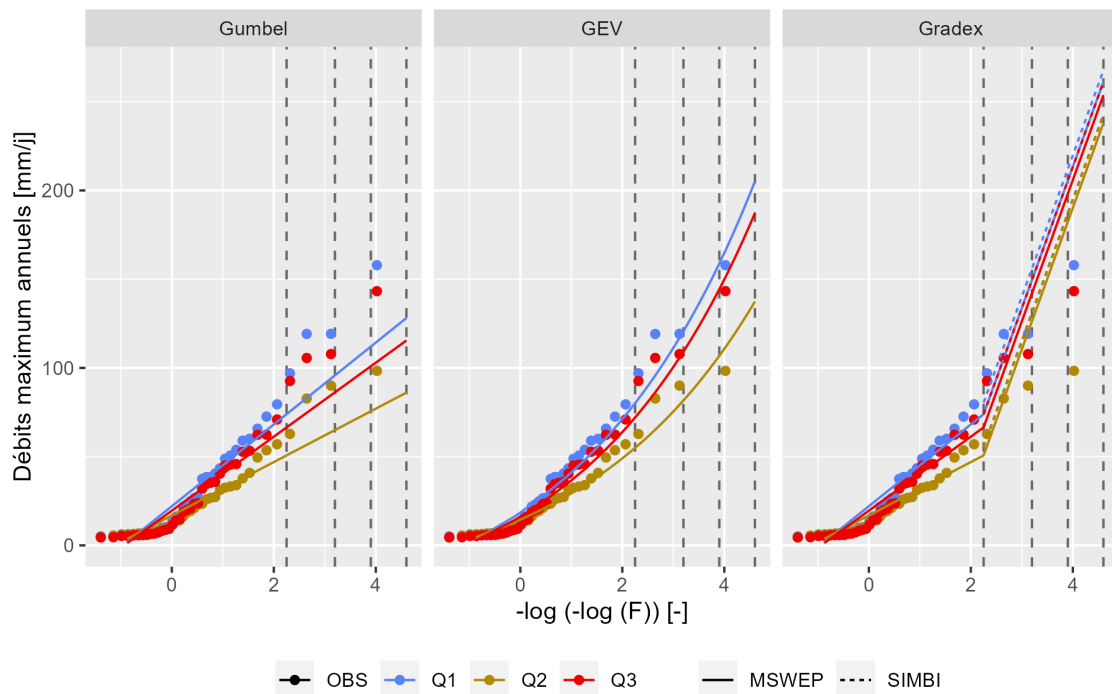 Gumbel GEV Gradex
Débits maximum annuels [mm/j]
200
100
0
0 2 4 0 2 4 0 2 4
-log (-log (F)) [-]
OBS Q1 Q2 Q3 MSWEP SIMBI